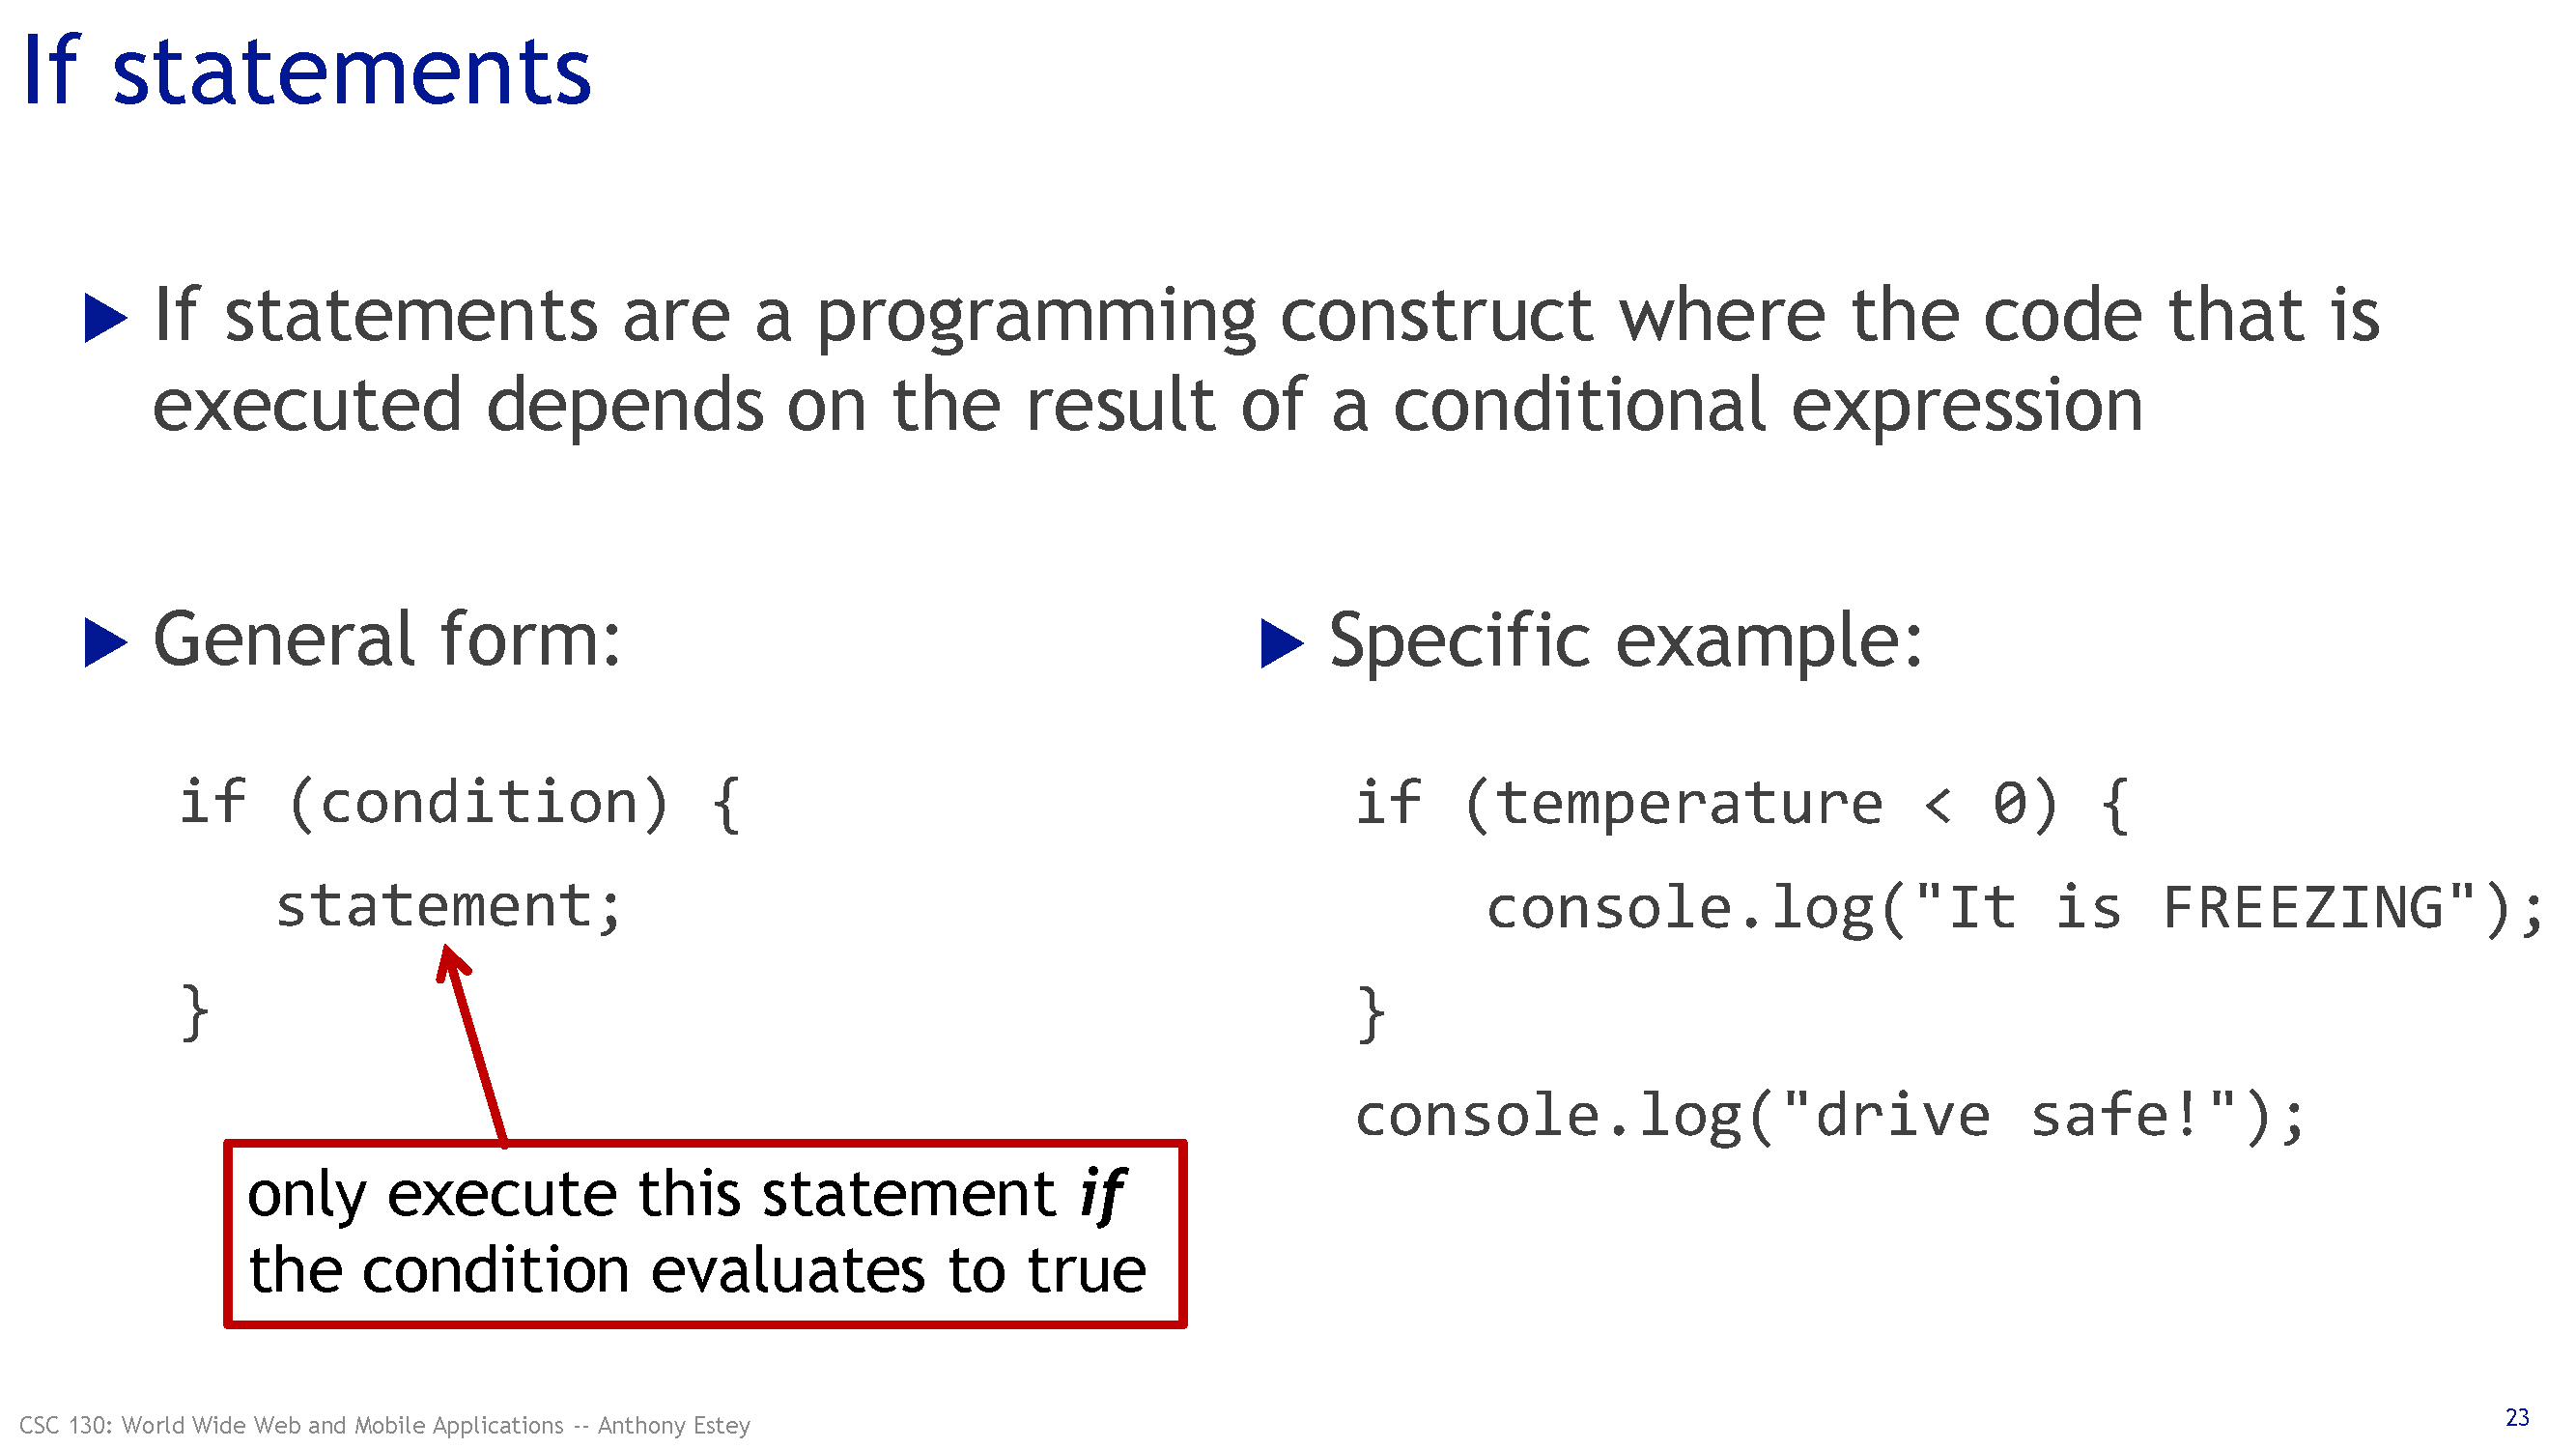 If statements
If statements are a programming construct where the code that is
executed depends on the result of a conditional expression
General form:
if (condition) {
statement;
}
only execute this statement if
the condition evaluates to true
Specific example:
if (temperature < 0) {
console.log("It is FREEZING");
}
console.log("drive safe!");
CSC 130: World Wide Web and Mobile Applications -- Anthony Estey
23